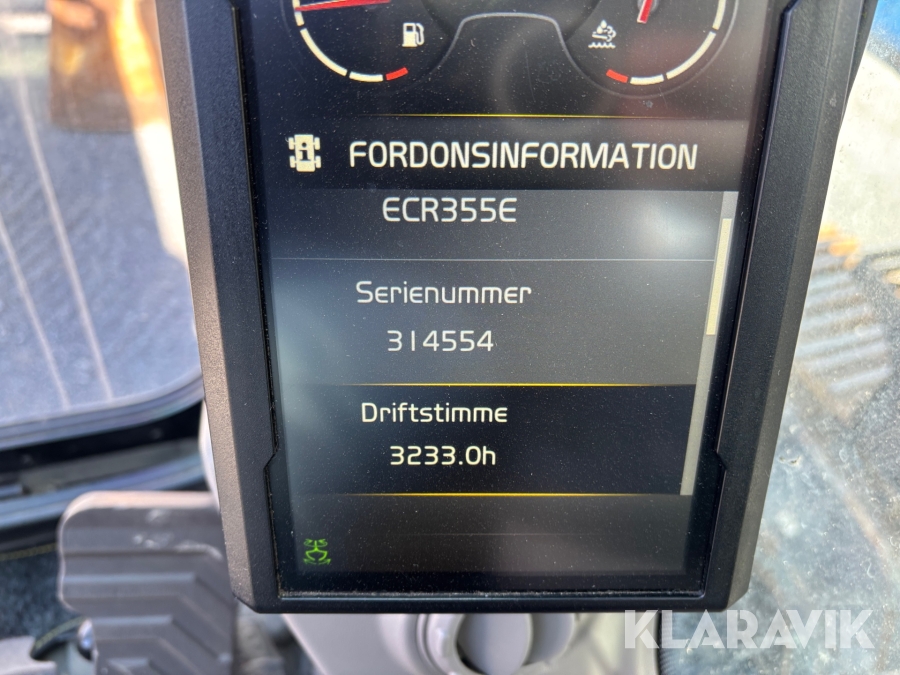 FORDONSINFORMATION
ECR355E
Serienummer
314554
Driftstimme
3233.0h
KLARAVIK